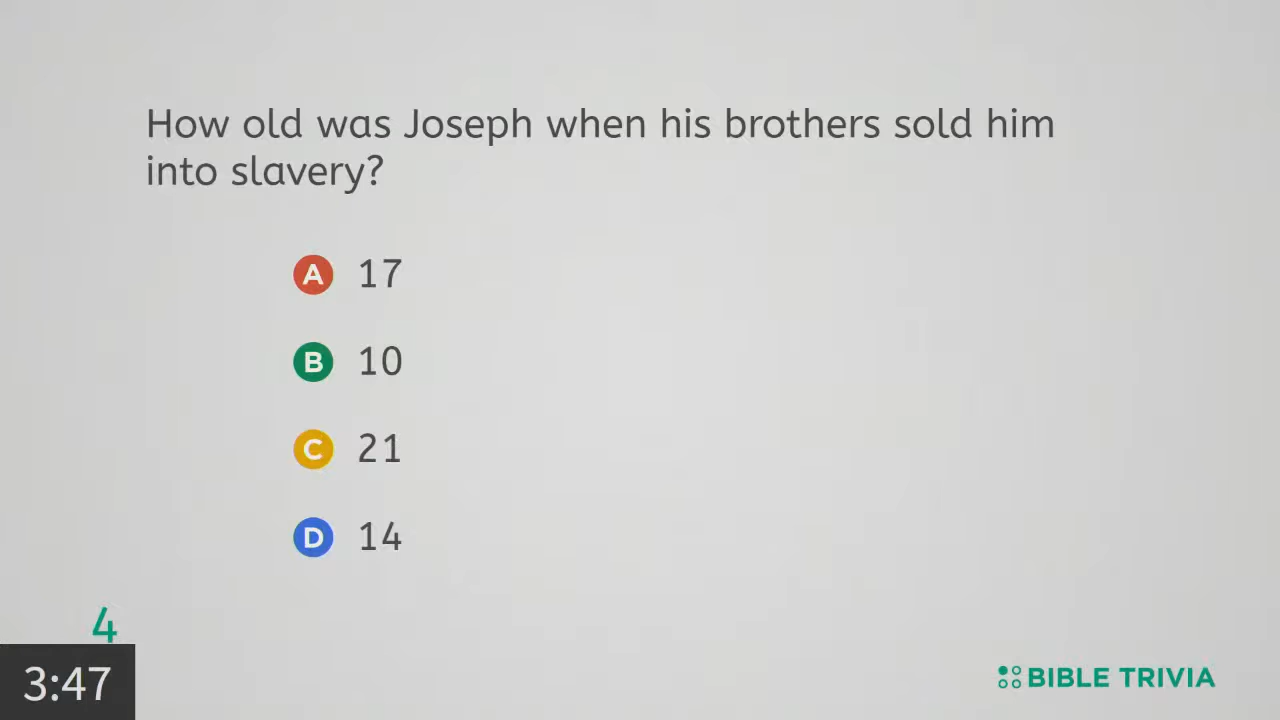 How old was Joseph when his brothers sold him
into slavery?
A 17
B 10
C 21
D 14
4
3:47
BIBLE TRIVIA